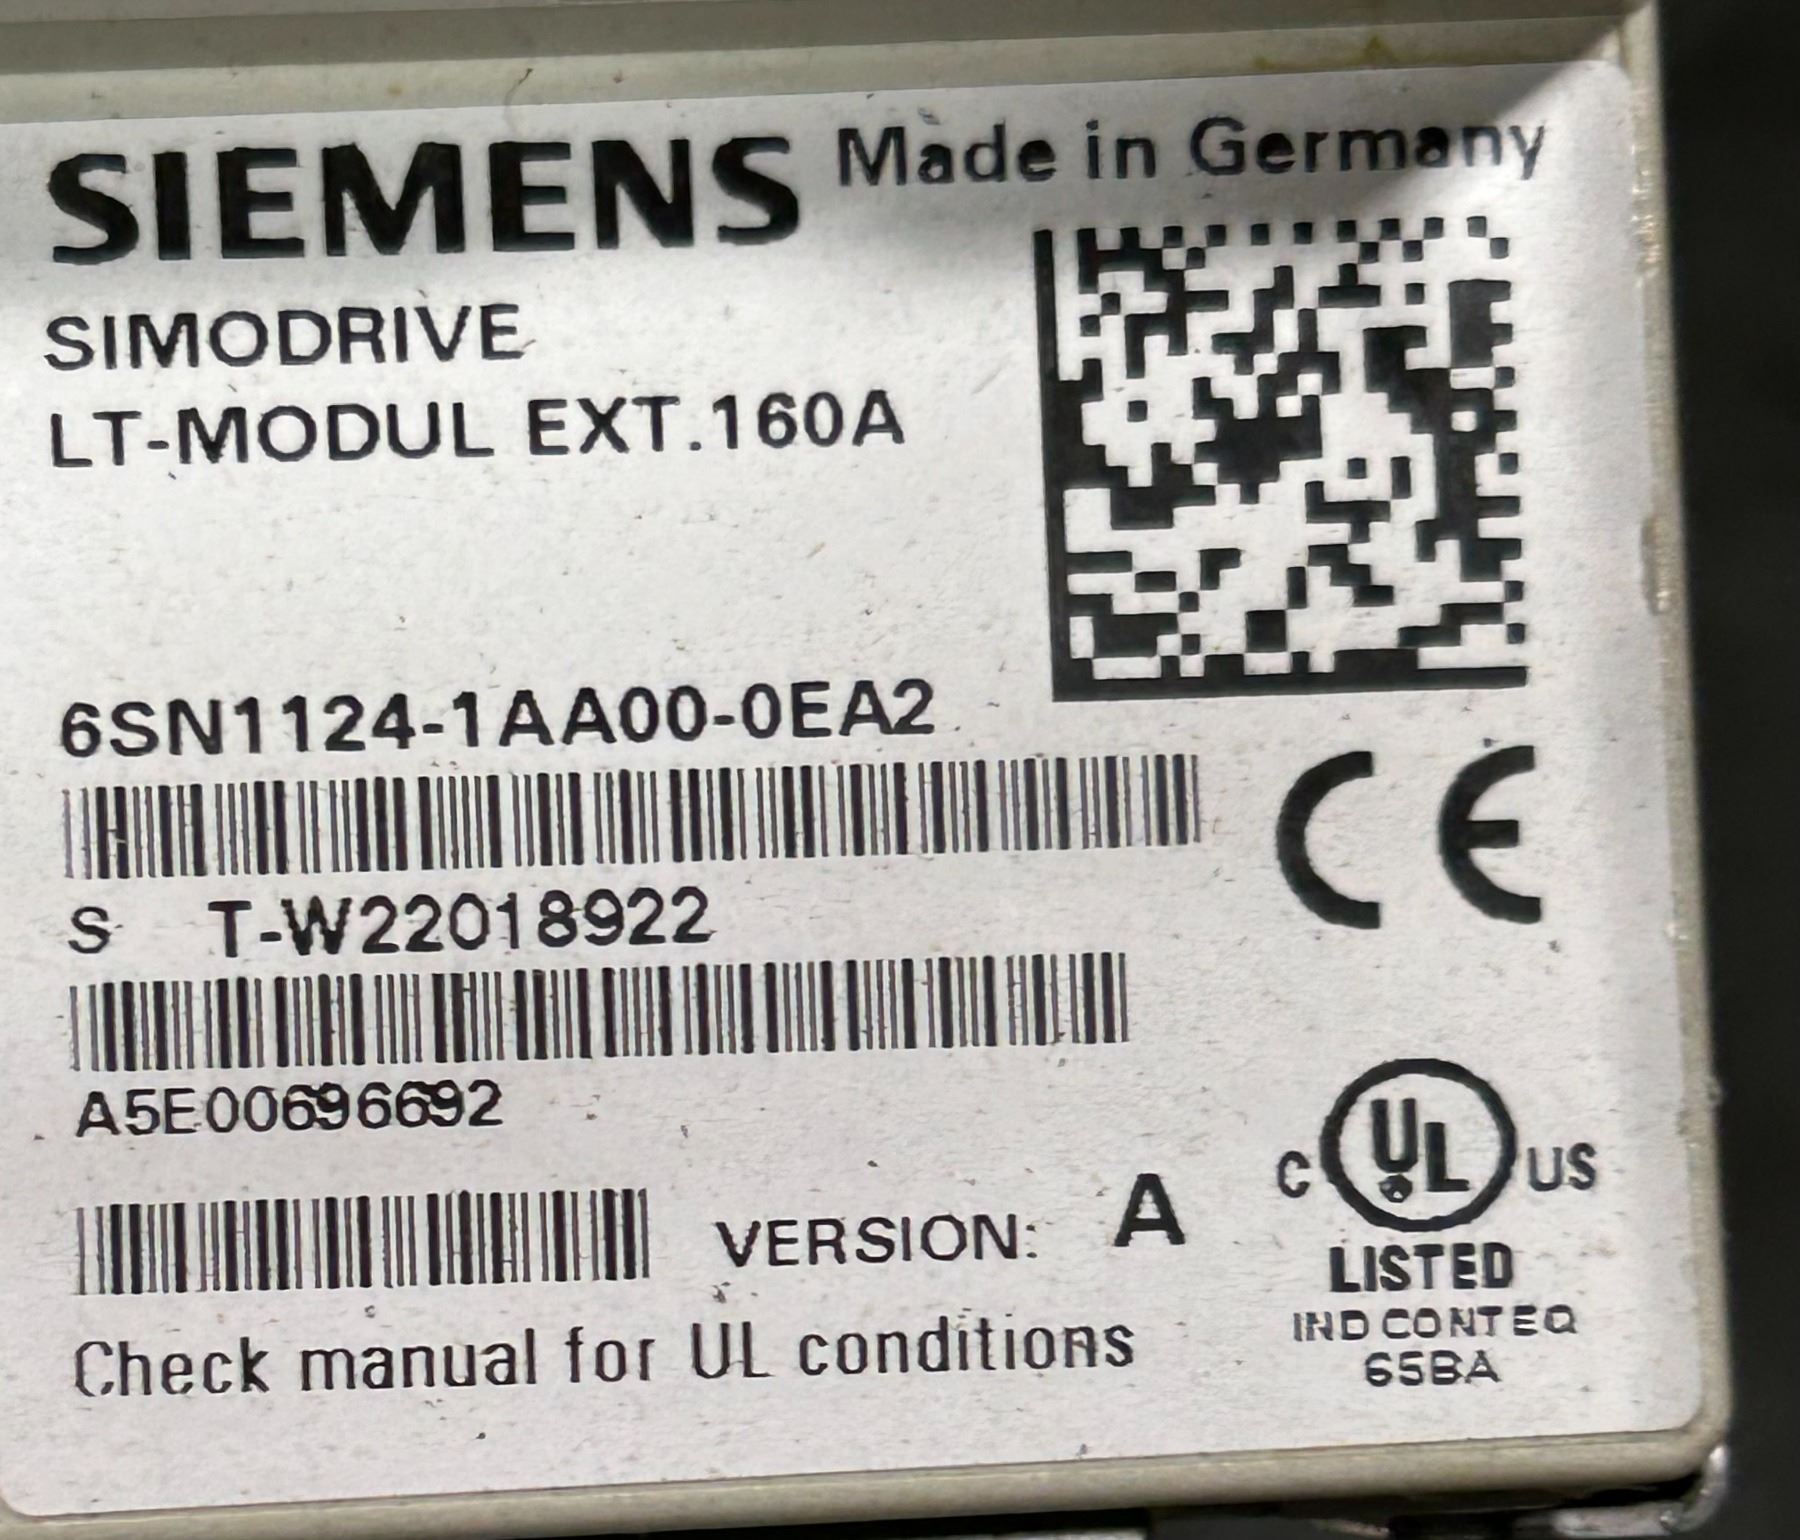 SIEMENS Made in Germany
SIMODRIVE
LT-MODUL EXT.160A
6SN1124-1AA00-0EA2
S T-W22018922
A5E00696692
VERSION: A
Check manual for UL conditions
CE
C UL US
LISTED
IND CONT EQ
65BA